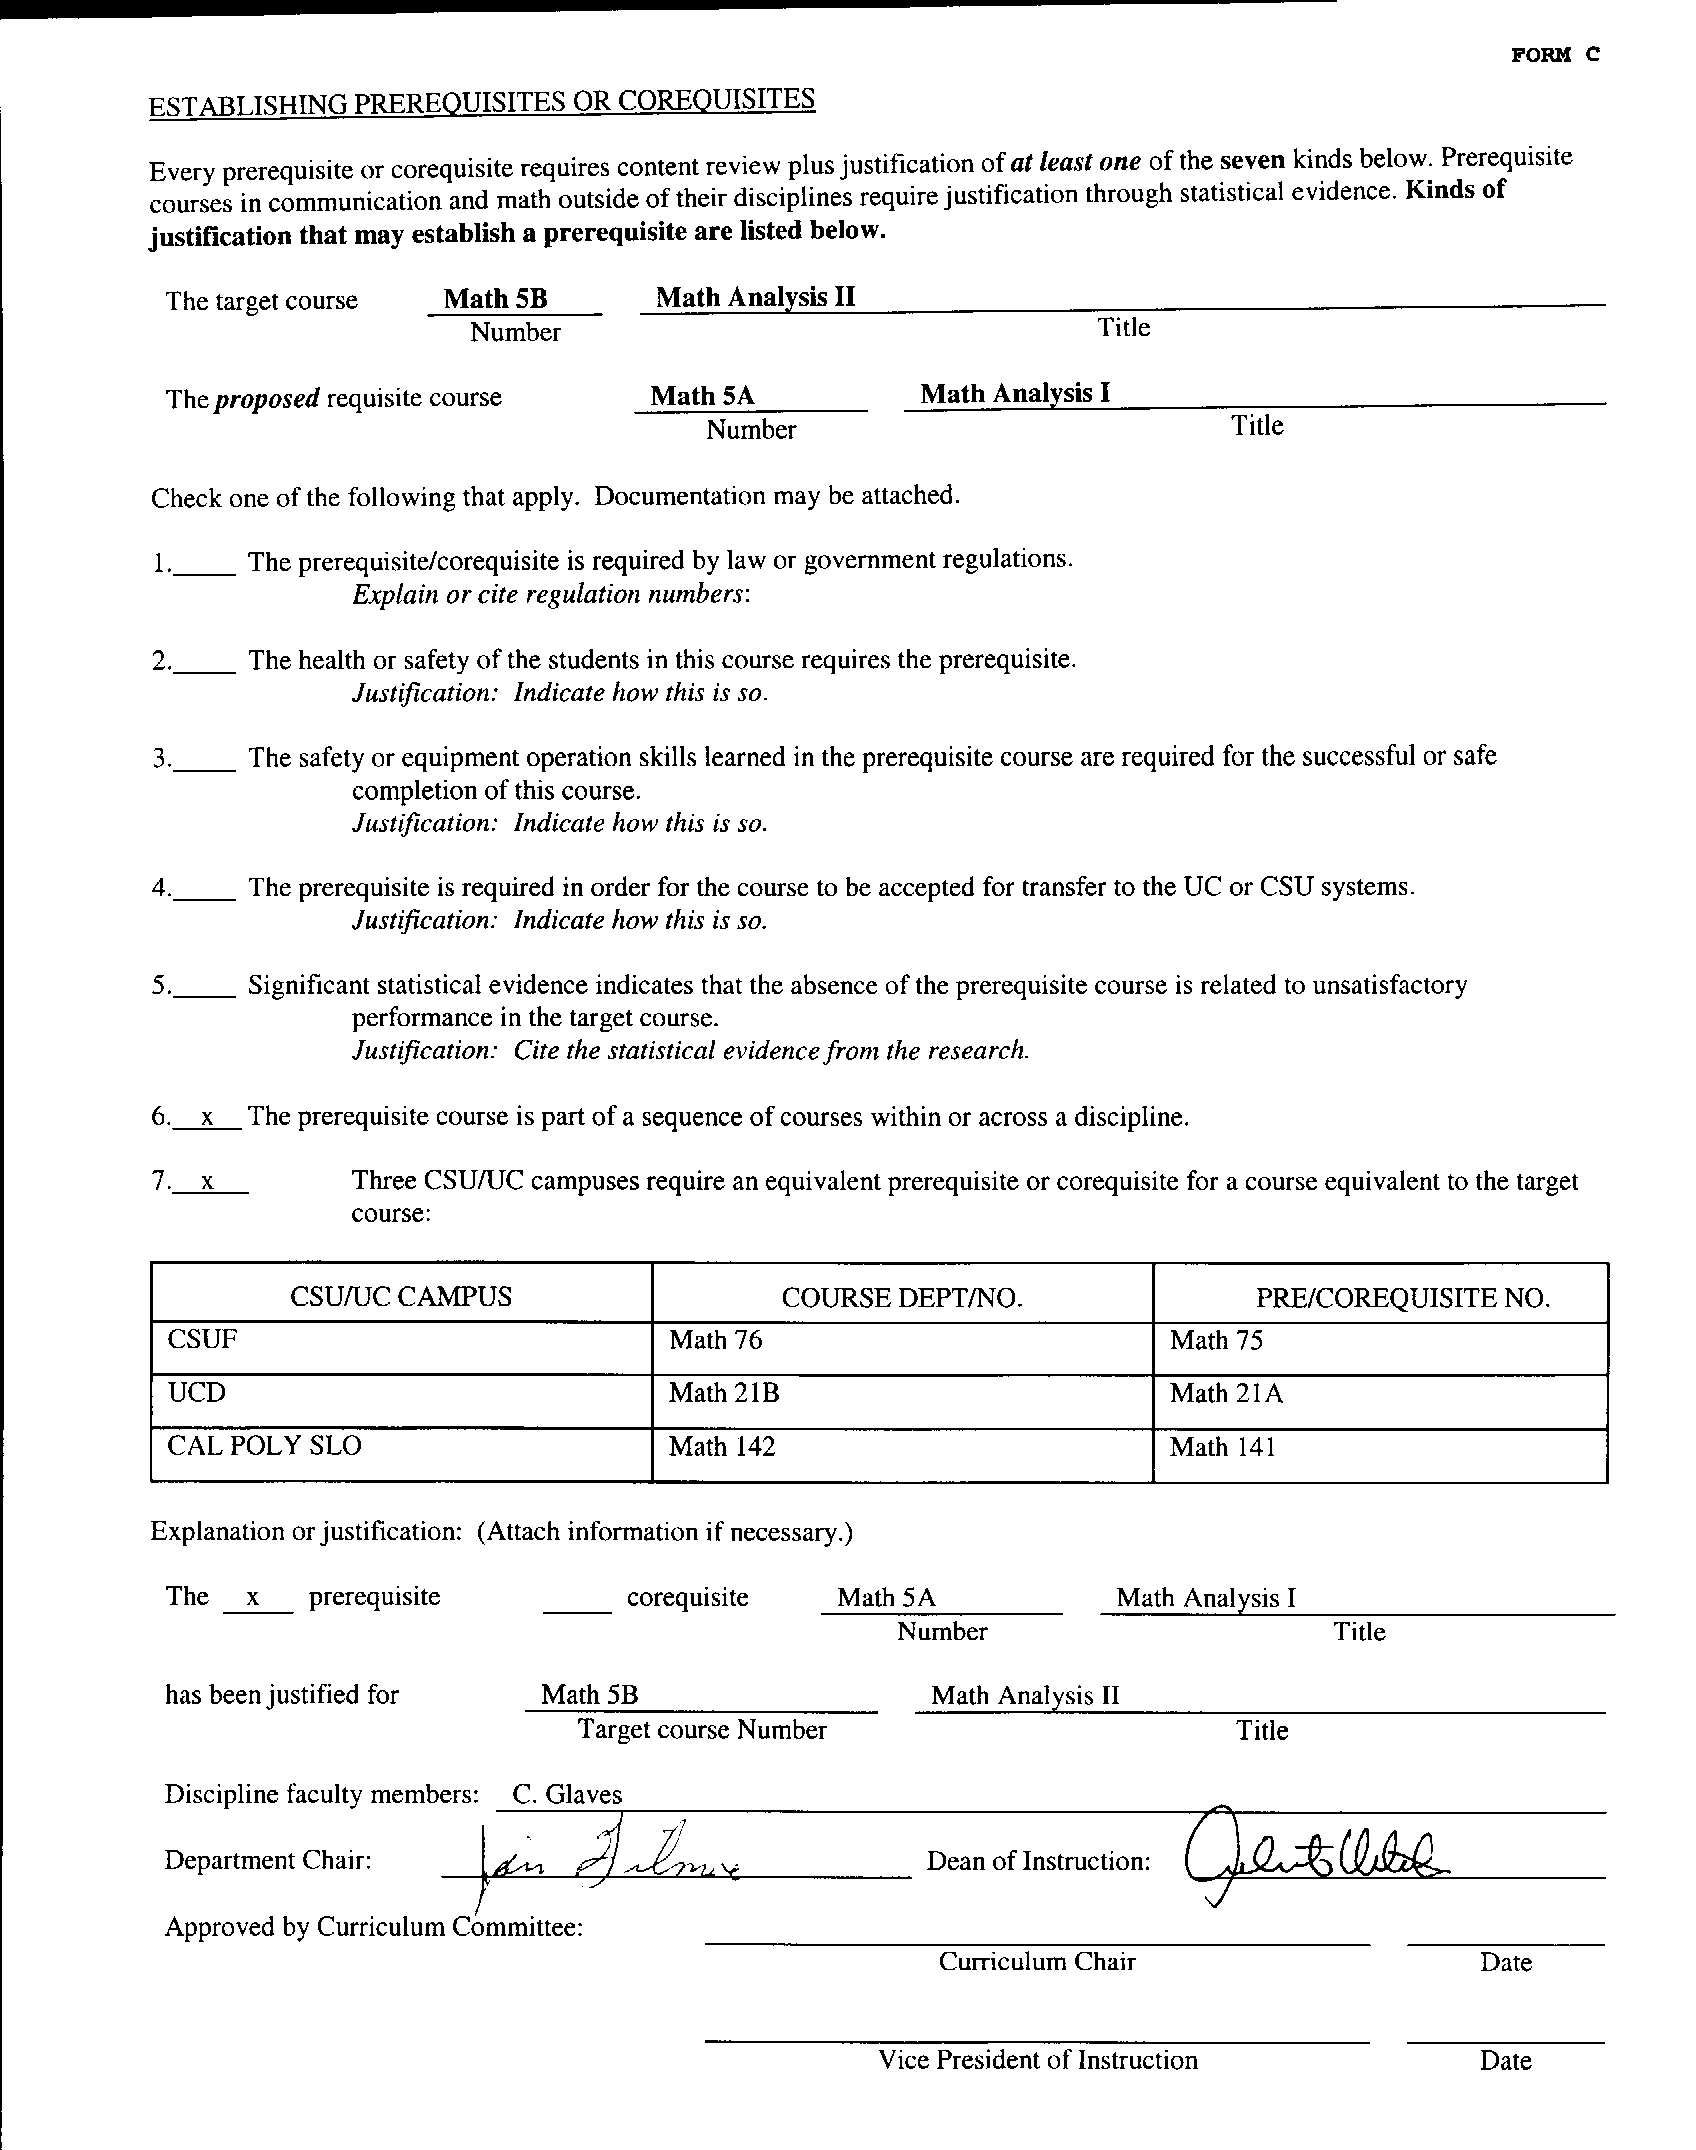 FORM C
ESTABLISHING PREREQUISITES OR COREQUISITES
Every prerequisite or corequisite requires content review plus justification of at least one of the seven kinds below. Prerequisite
courses in communication and math outside of their disciplines require justification through statistical evidence. Kinds of
justification that may establish a prerequisite are listed below.
The target course Math 5B Math Analysis II
Number Title
The proposed requisite course Math 5A Math Analysis I
Number Title
Check one of the following that apply. Documentation may be attached.
1.____ The prerequisite/corequisite is required by law or government regulations.
Explain or cite regulation numbers:
2.____ The health or safety of the students in this course requires the prerequisite.
Justification: Indicate how this is so.
3.____ The safety or equipment operation skills learned in the prerequisite course are required for the successful or safe
completion of this course.
Justification: Indicate how this is so.
4.____ The prerequisite is required in order for the course to be accepted for transfer to the UC or CSU systems.
Justification: Indicate how this is so.
5.____ Significant statistical evidence indicates that the absence of the prerequisite course is related to unsatisfactory
performance in the target course.
Justification: Cite the statistical evidence from the research.
6. x The prerequisite course is part of a sequence of courses within or across a discipline.
7. x Three CSU/UC campuses require an equivalent prerequisite or corequisite for a course equivalent to the target
course:
CSU/UC CAMPUS COURSE DEPT/NO. PRE/COREQUISITE NO.
CSUF Math 76 Math 75
UCD Math 21B Math 21A
CAL POLY SLO Math 142 Math 141
Explanation or justification: (Attach information if necessary.)
The x prerequisite ____ corequisite Math 5A Math Analysis I
Number Title
has been justified for Math 5B Math Analysis II
Target course Number Title
Discipline faculty members: C. Glaves
Department Chair: Dean of Instruction:
Approved by Curriculum Committee:
Curriculum Chair Date
Vice President of Instruction Date